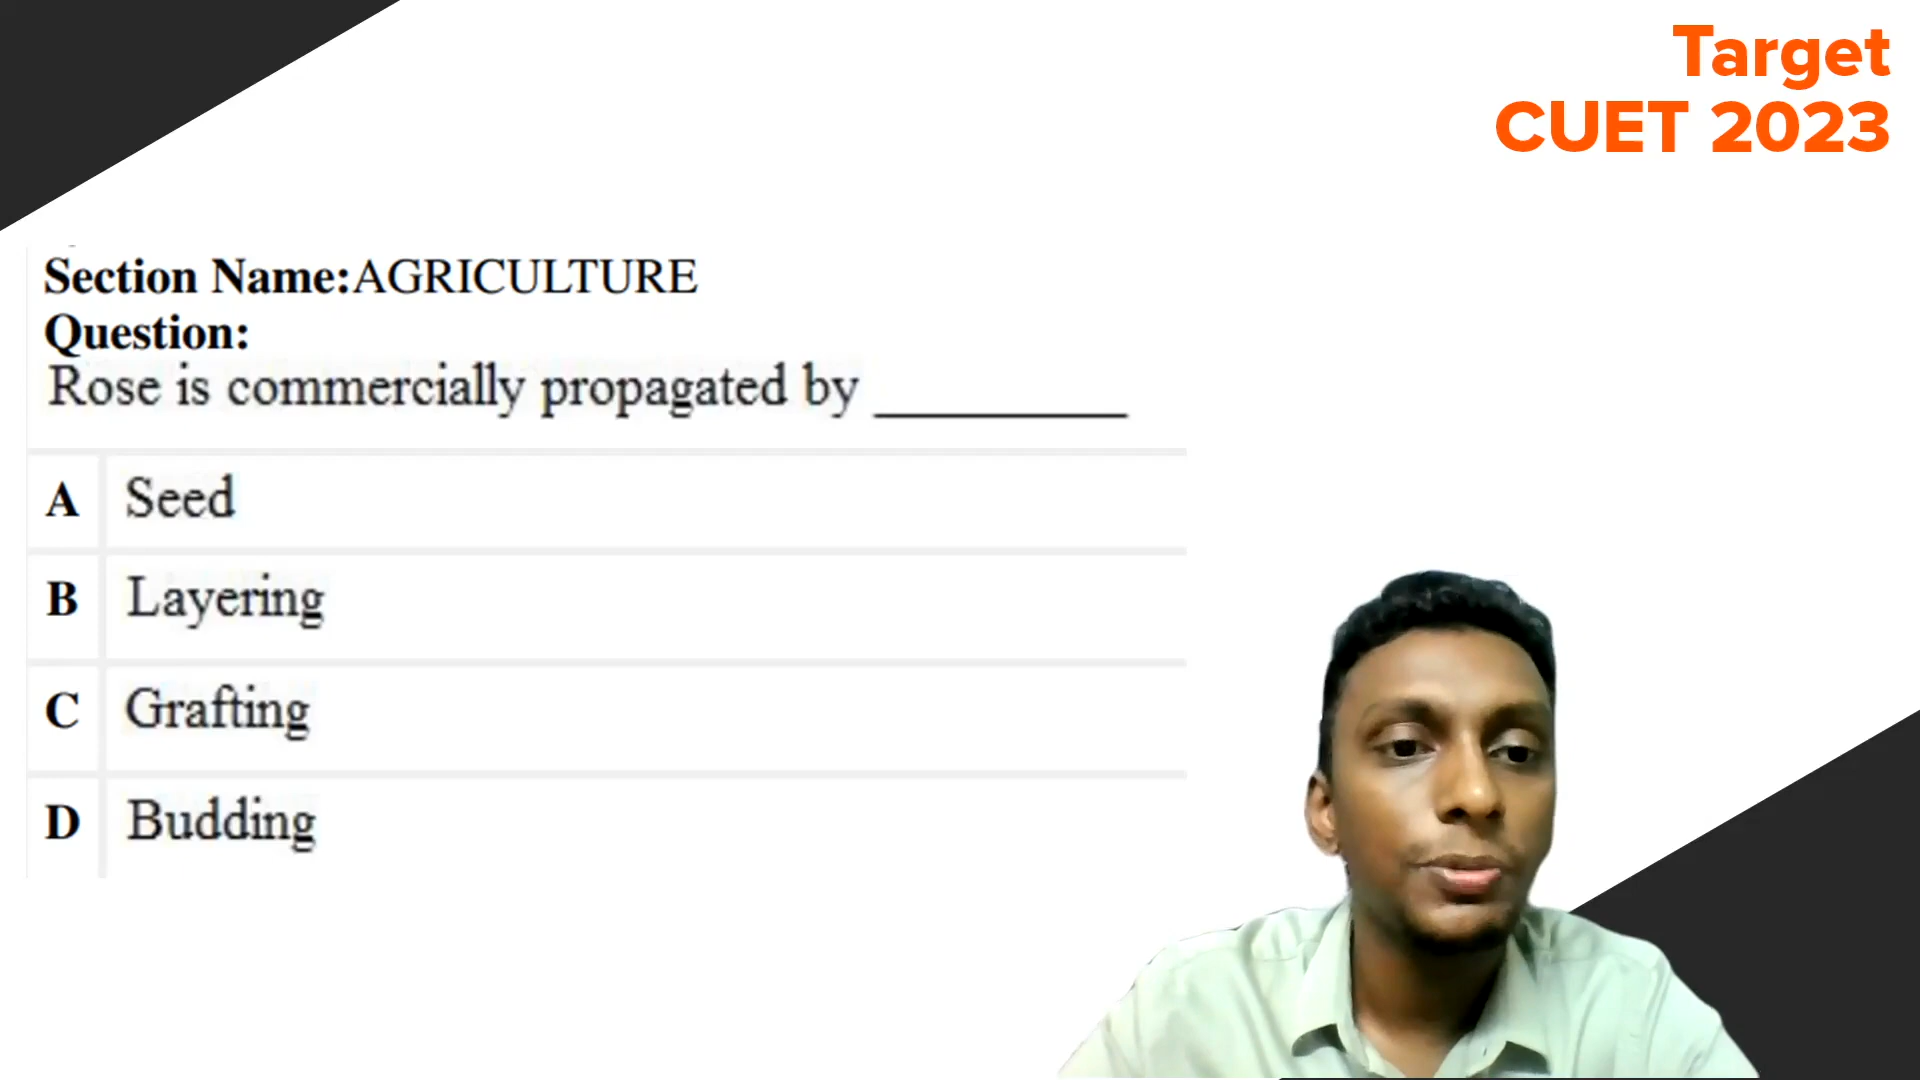 Target
CUET 2023
Section Name:AGRICULTURE
Question:
Rose is commercially propagated by __________
A Seed
B Layering
C Grafting
D Budding